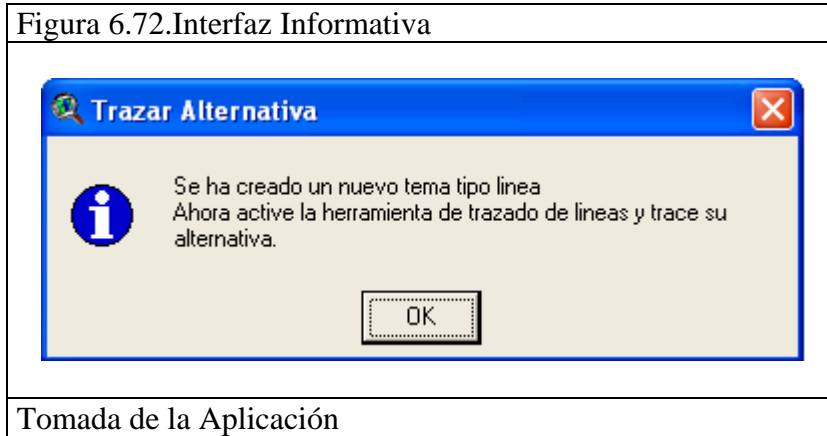 Figura 6.72.Interfaz Informativa
Trazar Alternativa
Se ha creado un nuevo tema tipo linea
Ahora active la herramienta de trazado de lineas y trace su
alternativa.
OK
Tomada de la Aplicación